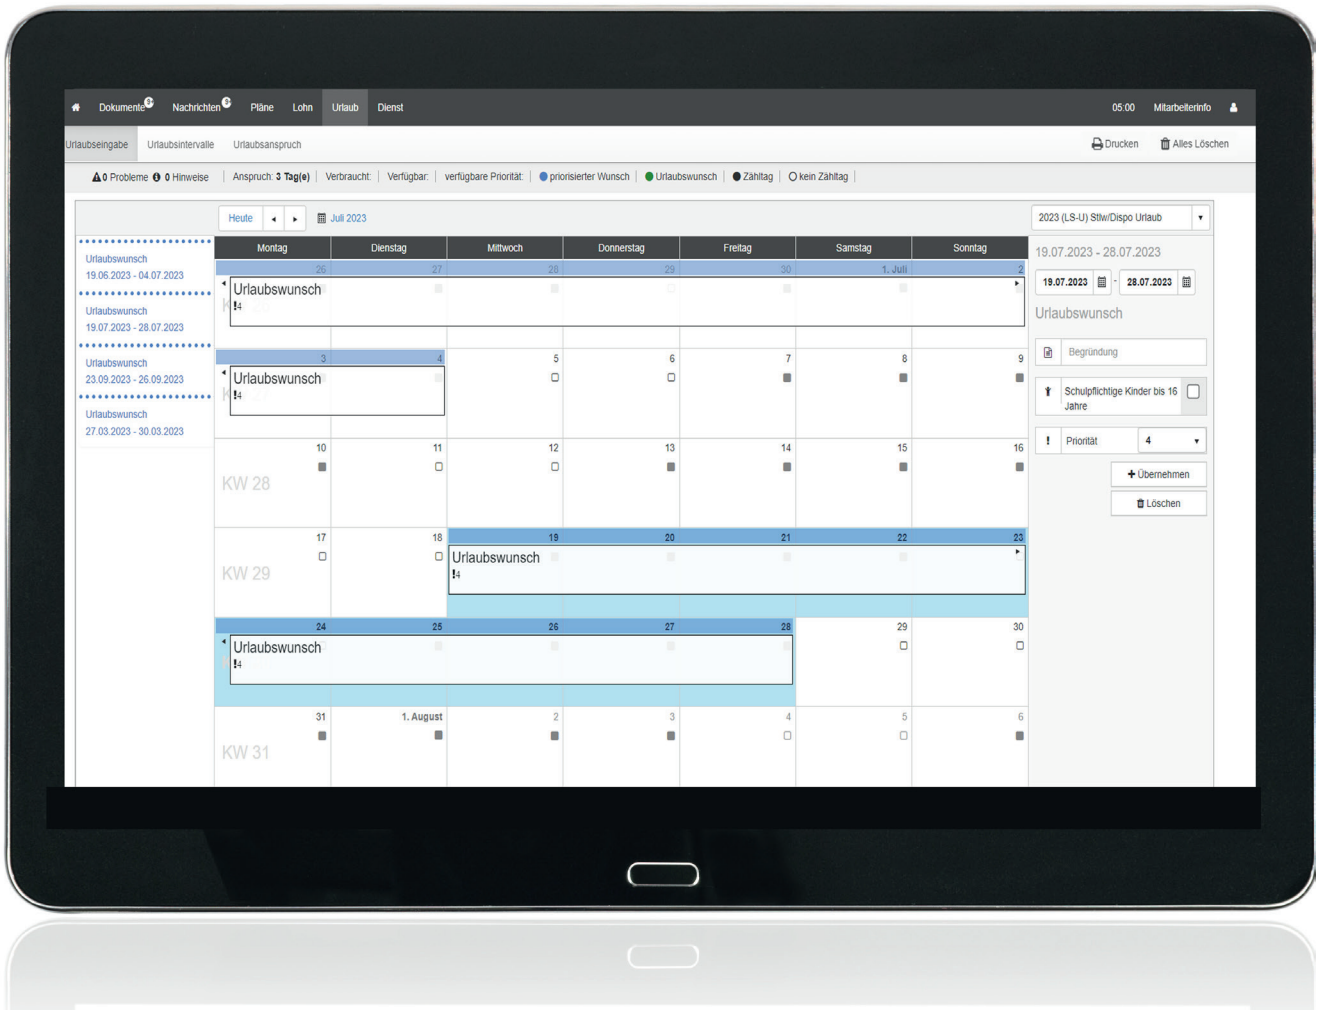 Dokumente 9+ Nachrichten 9 Pläne Lohn Urlaub Dienst 05:00 Mitarbeiterinfo
Urlaubseingabe Urlaubsintervalle Urlaubsanspruch Drucken Alles Löschen
0 Probleme 0 Hinweise Anspruch: 3 Tag(e) Verbraucht: Verfügbar: verfügbare Priorität: priorisierter Wunsch Urlaubswunsch Zähltag kein Zähltag
Heute Juli 2023 2023 (LS-U) Stlw/Dispo Urlaub
Urlaubswunsch
19.06.2023 - 04.07.2023
Urlaubswunsch
19.07.2023 - 28.07.2023
Urlaubswunsch
23.09.2023 - 26.09.2023
Urlaubswunsch
27.03.2023 - 30.03.2023
Montag Dienstag Mittwoch Donnerstag Freitag Samstag Sonntag
26 27 28 29 30 1. Juli 2
Urlaubswunsch
!4
3 4 5 6 7 8 9
Urlaubswunsch
!4
10 11 12 13 14 15 16
KW 28
17 18 19 20 21 22 23
Urlaubswunsch
!4
KW 29
24 25 26 27 28 29 30
Urlaubswunsch
!4
31 1. August 2 3 4 5 6
KW 31
19.07.2023 - 28.07.2023
19.07.2023 - 28.07.2023
Urlaubswunsch
Begründung
Schulpflichtige Kinder bis 16
Jahre
! Priorität 4
+ Übernehmen
Löschen